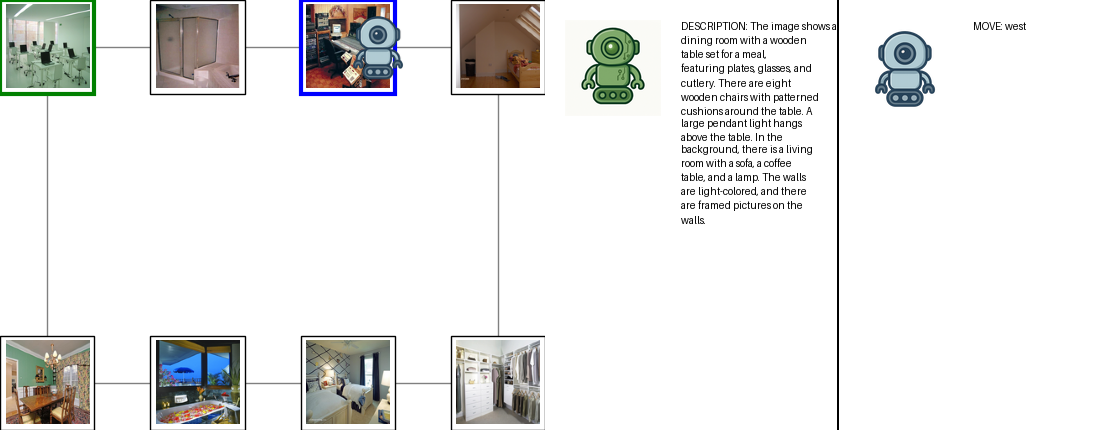 DESCRIPTION: The image shows a
dining room with a wooden
table set for a meal,
featuring plates, glasses, and
cutlery. There are eight
wooden chairs with patterned
cushions around the table. A
large pendant light hangs
above the table. In the
background, there is a living
room with a sofa, a coffee
table, and a lamp. The walls
are light-colored, and there
are framed pictures on the
walls.
MOVE: west